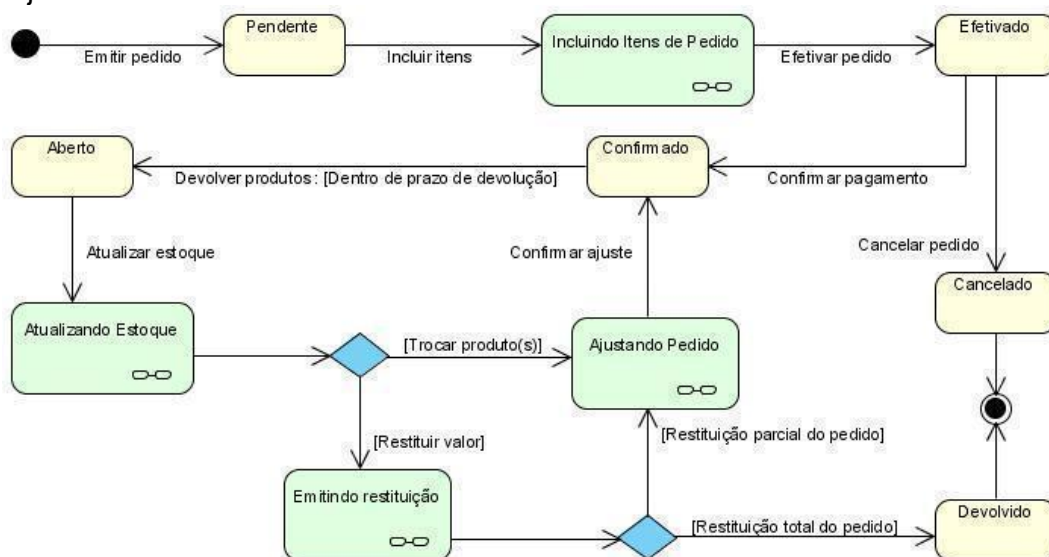 Pendente
Efetivado
Incluindo Itens de Pedido
Emitir pedido
Incluir itens
Efetivar pedido
Aberto
Confirmado
Devolver produtos : [Dentro de prazo de devolução]
Confirmar pagamento
Atualizar estoque
Confirmar ajuste
Cancelar pedido
Cancelado
Atualizando Estoque
[Trocar produto(s)]
Ajustando Pedido
[Restituir valor]
[Restituição parcial do pedido]
Emitindo restituição
[Restituição total do pedido]
Devolvido